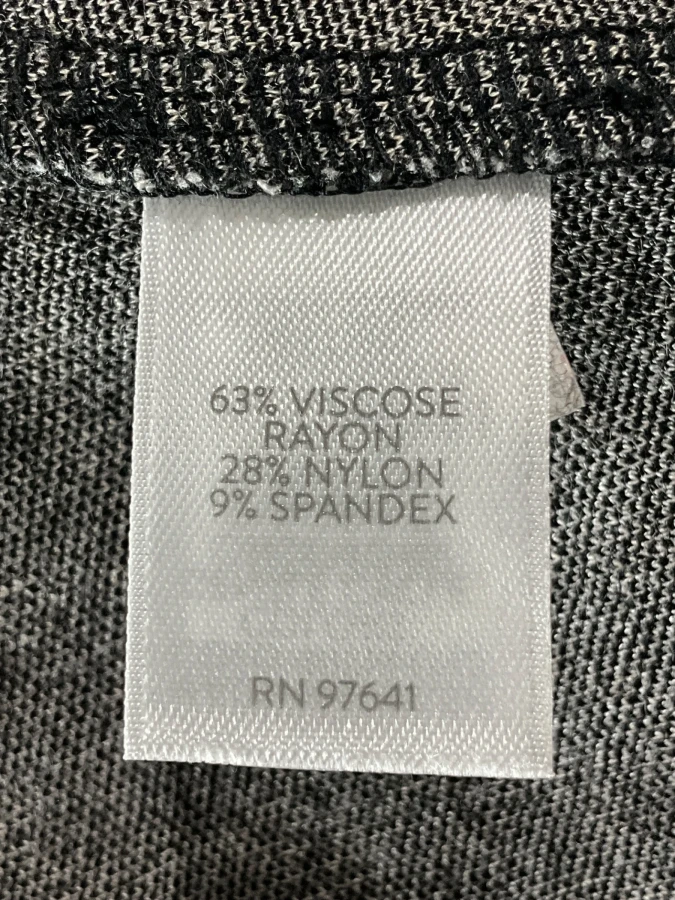 63% VISCOSE
RAYON
28% NYLON
9% SPANDEX
RN 97641